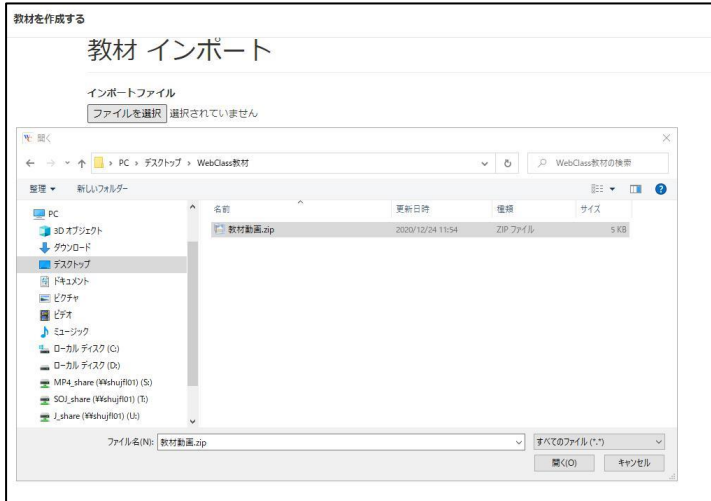 教材を作成する
教材 インポート
インポートファイル
ファイルを選択 選択されていません
開く
PC › デスクトップ › WebClass教材
WebClass教材の検索
整理 新しいフォルダー
名前 更新日時 種類 サイズ
教材動画.zip 2020/12/24 11:54 ZIP ファイル 5 KB
PC
3D オブジェクト
ダウンロード
デスクトップ
ドキュメント
ピクチャ
ビデオ
ミュージック
ローカル ディスク (C:)
ローカル ディスク (D:)
MP4_share (¥¥shujfl01) (S:)
SOJ_share (¥¥shujfl01) (T:)
J_share (¥¥shujfl01) (U:)
ファイル名(N): 教材動画.zip すべてのファイル (*.*)
開く(O) キャンセル